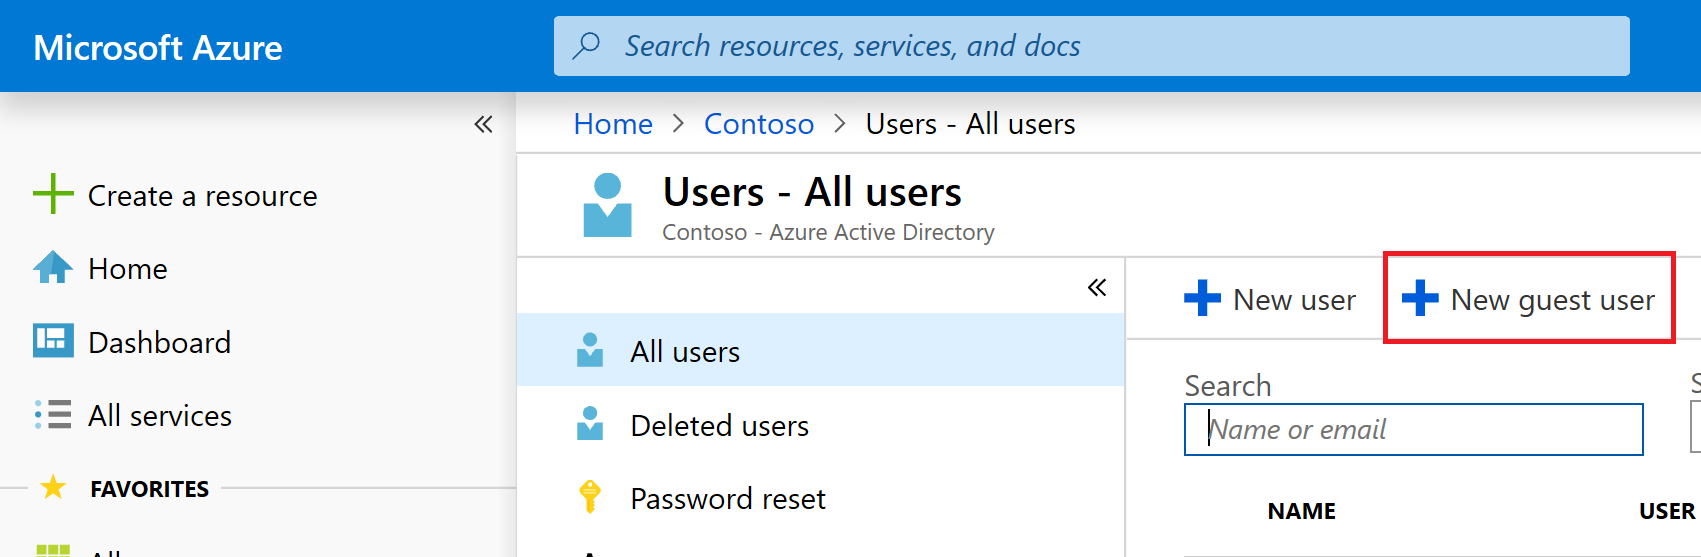 Microsoft Azure
Search resources, services, and docs
Home > Contoso > Users - All users
Create a resource
Home
Dashboard
All services
FAVORITES
Users - All users
Contoso - Azure Active Directory
All users
Deleted users
Password reset
New user
New guest user
Search
Name or email
NAME
USER